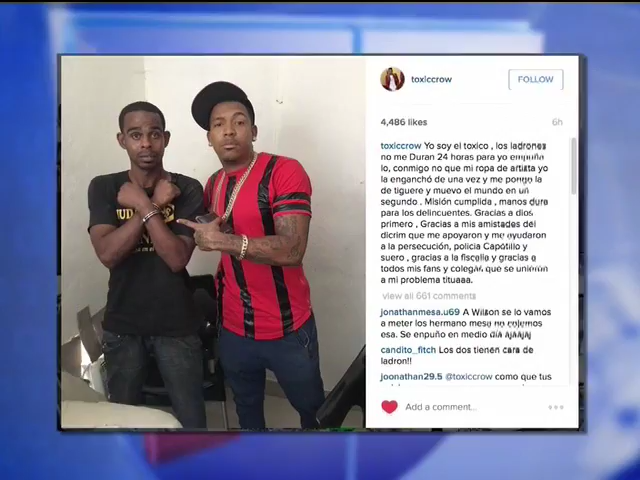 toxiccrow
FOLLOW
4,486 likes
6h
toxiccrow Yo soy el toxico , los ladrones
no me Duran 24 horas para yo empuña
lo, conmigo no que mi ropa de artista yo
la enganchó de una vez y me pongo la
de tiguere y muevo el mundo en un
segundo . Misión cumplida , manos dura
para los delincuentes. Gracias a dios
primero , Gracias a mis amistades del
dicrim que me apoyaron y me ayudaron
a la persecución, policia Capotillo y
suero , gracias a la fiscelie y gracias e
todos mis fans y colegas que se unieron
a mi problema tituaaa.
view all 661 comments
jonathanmesa.u69 A Wilson se lo vamos
a meter los hermano mesa no cojemos
esa. Se empuño en medio día ajajaj
candito_fitch Los dos tienen cara de
ladron!!
joonathan29.5 @toxiccrow como que tus
Add a comment...